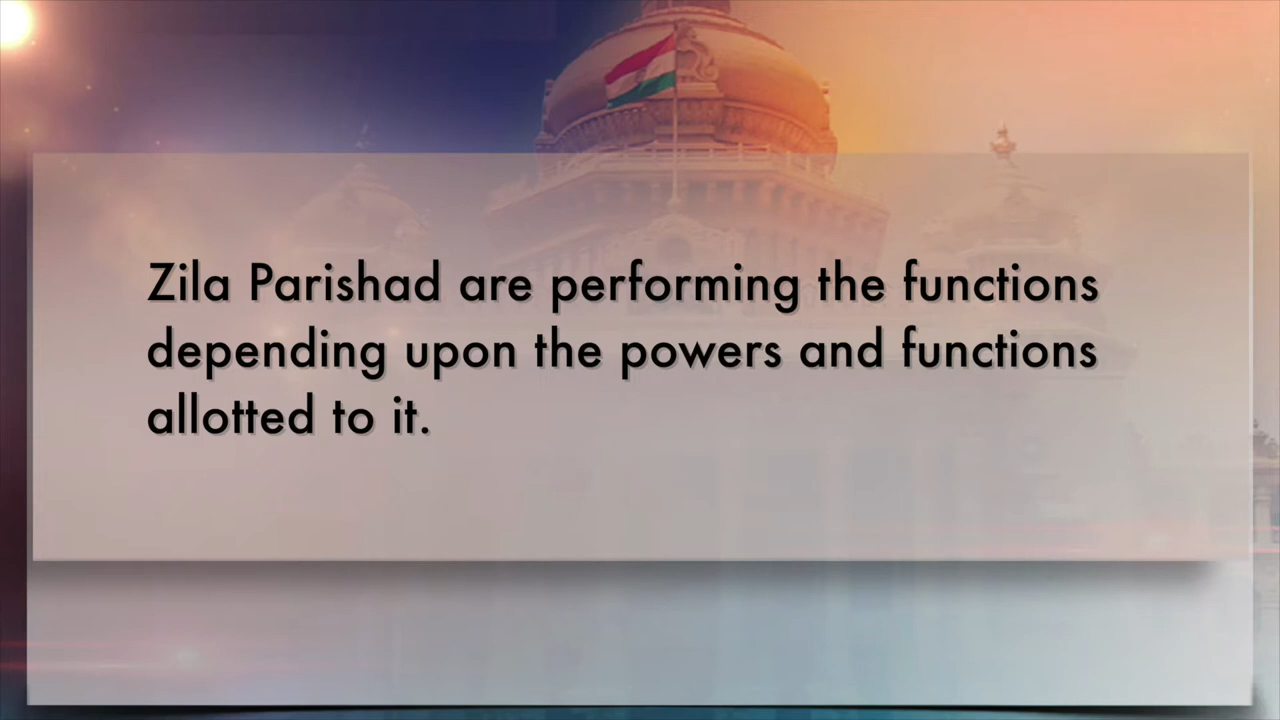 Zila Parishad are performing the functions
depending upon the powers and functions
allotted to it.